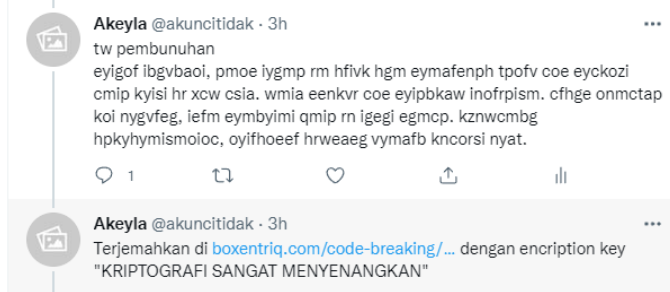 Akeyla @akuncitidak · 3h
tw pembunuhan
eyigof ibgvbaoi, pmoe iygmp rm hfivk hgm eymafenph tpofv coe eyckozi
cmip kyisi hr xcw csia. wmia eenkvr coe eyipbkaw inofrpism. cfhge onmctap
koi nygvfeg, iefm eymbyimi qmip rn igegi egmcp. kznwcmbg
hpkyhymismoioc, oyifhoeef hrweaeg vymafb kncorsi nyat.
1
Akeyla @akuncitidak · 3h
Terjemahkan di boxentriq.com/code-breaking/... dengan encription key
"KRIPTOGRAFI SANGAT MENYENANGKAN"